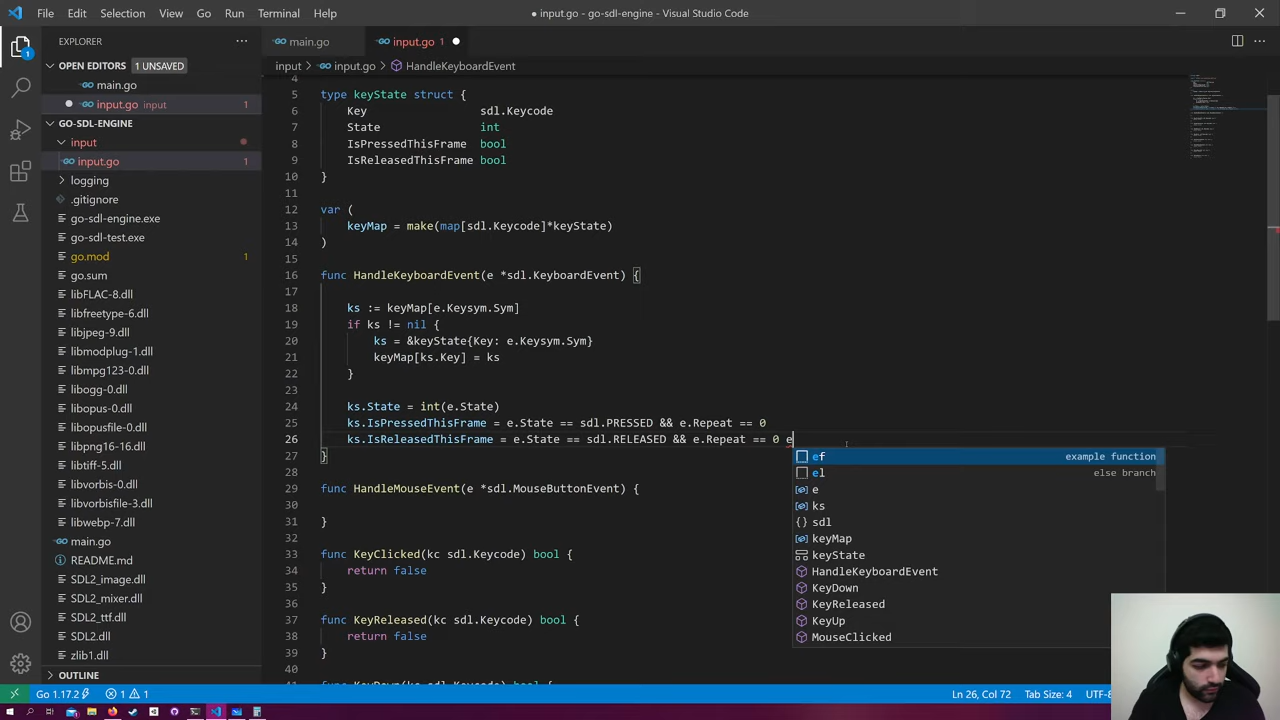 File Edit Selection View Go Run Terminal Help
● input.go - go-sdl-engine - Visual Studio Code
EXPLORER
OPEN EDITORS 1 UNSAVED
main.go
input.go input 1
GO-SDL-ENGINE
input
input.go 1
logging
.gitignore
go-sdl-engine.exe
go-sdl-test.exe
go.mod 1
go.sum
libFLAC-8.dll
libfreetype-6.dll
libjpeg-9.dll
libmodplug-1.dll
libmpg123-0.dll
libogg-0.dll
libopus-0.dll
libopusfile-0.dll
libpng16-16.dll
libtiff-5.dll
libvorbis-0.dll
libvorbisfile-3.dll
libwebp-7.dll
main.go
README.md
SDL2_image.dll
SDL2_mixer.dll
SDL2_ttf.dll
SDL2.dll
zlib1.dll
OUTLINE
main.go input.go 1
input > input.go > HandleKeyboardEvent
4
5 type keyState struct {
6 Key sdl.Keycode
7 State int
8 IsPressedThisFrame bool
9 IsReleasedThisFrame bool
10 }
11
12 var (
13 keyMap = make(map[sdl.Keycode]*keyState)
14 )
15
16 func HandleKeyboardEvent(e *sdl.KeyboardEvent) {
17
18 ks := keyMap[e.Keysym.Sym]
19 if ks != nil {
20 ks = &keyState{Key: e.Keysym.Sym}
21 keyMap[ks.Key] = ks
22 }
23
24 ks.State = int(e.State)
25 ks.IsPressedThisFrame = e.State == sdl.PRESSED && e.Repeat == 0
26 ks.IsReleasedThisFrame = e.State == sdl.RELEASED && e.Repeat == 0 e
27 }
28
29 func HandleMouseEvent(e *sdl.MouseButtonEvent) {
30
31 }
32
33 func KeyClicked(kc sdl.Keycode) bool {
34 return false
35 }
36
37 func KeyReleased(kc sdl.Keycode) bool {
38 return false
39 }
40
ef example function
el else branch
e
ks
sdl
keyMap
keyState
HandleKeyboardEvent
KeyDown
KeyReleased
KeyUp
MouseClicked
1
Go 1.17.2 1 1
Ln 26, Col 72 Tab Size: 4 UTF-8